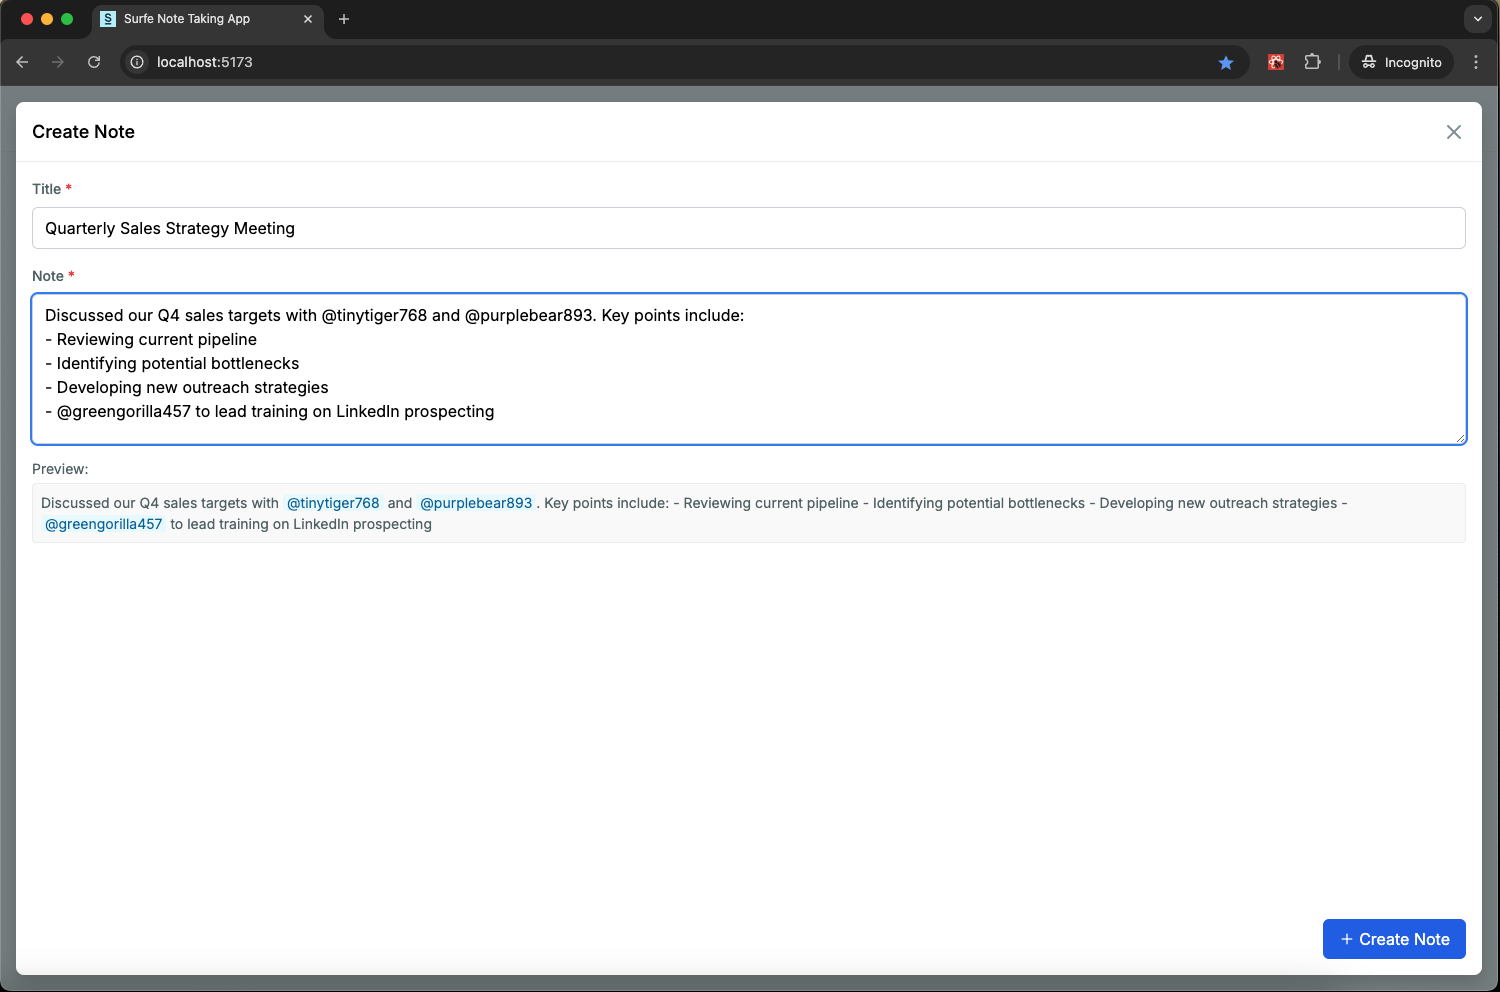 Surfe Note Taking App
localhost:5173
Incognito
Create Note
Title *
Quarterly Sales Strategy Meeting
Note *
Discussed our Q4 sales targets with @tinytiger768 and @purplebear893. Key points include:
- Reviewing current pipeline
- Identifying potential bottlenecks
- Developing new outreach strategies
- @greengorilla457 to lead training on LinkedIn prospecting
Preview:
Discussed our Q4 sales targets with @tinytiger768 and @purplebear893 . Key points include: - Reviewing current pipeline - Identifying potential bottlenecks - Developing new outreach strategies -
@greengorilla457 to lead training on LinkedIn prospecting
+ Create Note